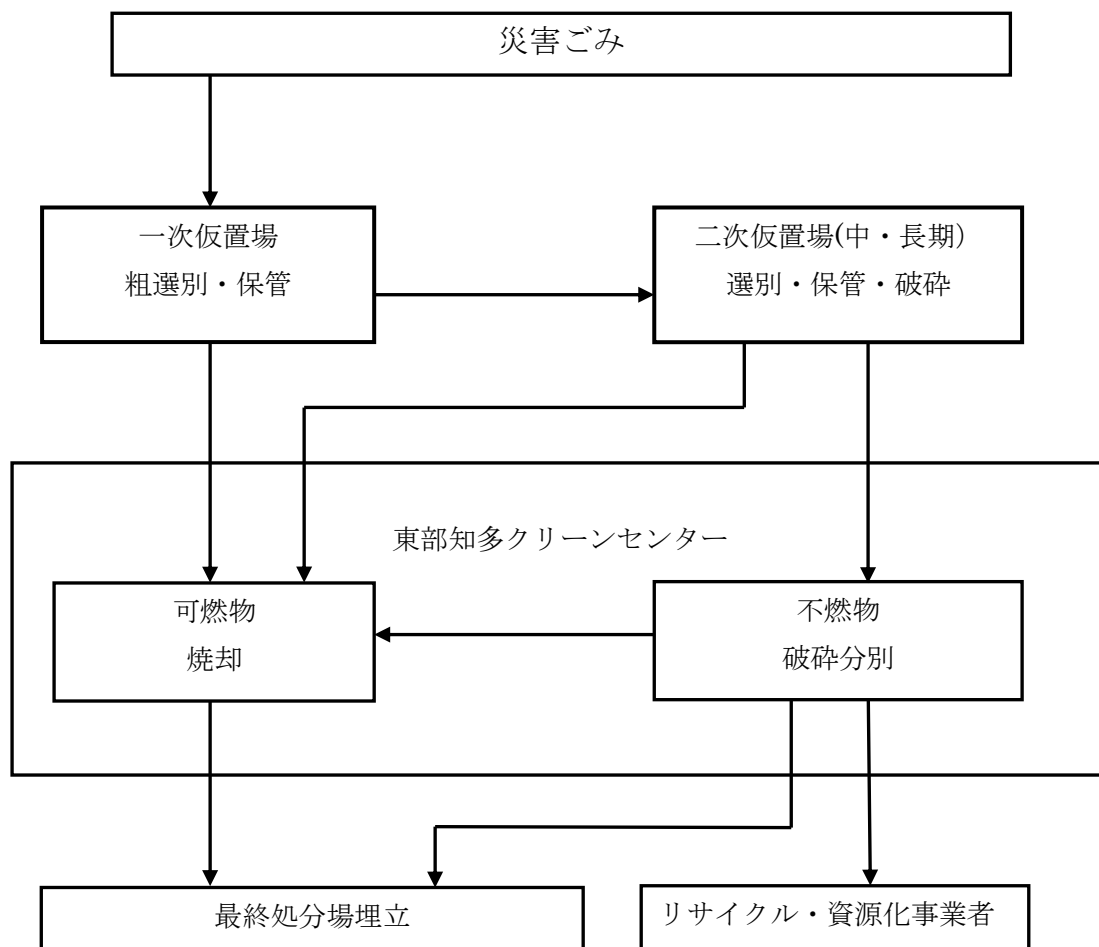 災害ごみ
一次仮置場
粗選別・保管
二次仮置場(中・長期)
選別・保管・破砕
東部知多クリーンセンター
可燃物
焼却
不燃物
破砕分別
最終処分場埋立
リサイクル・資源化事業者